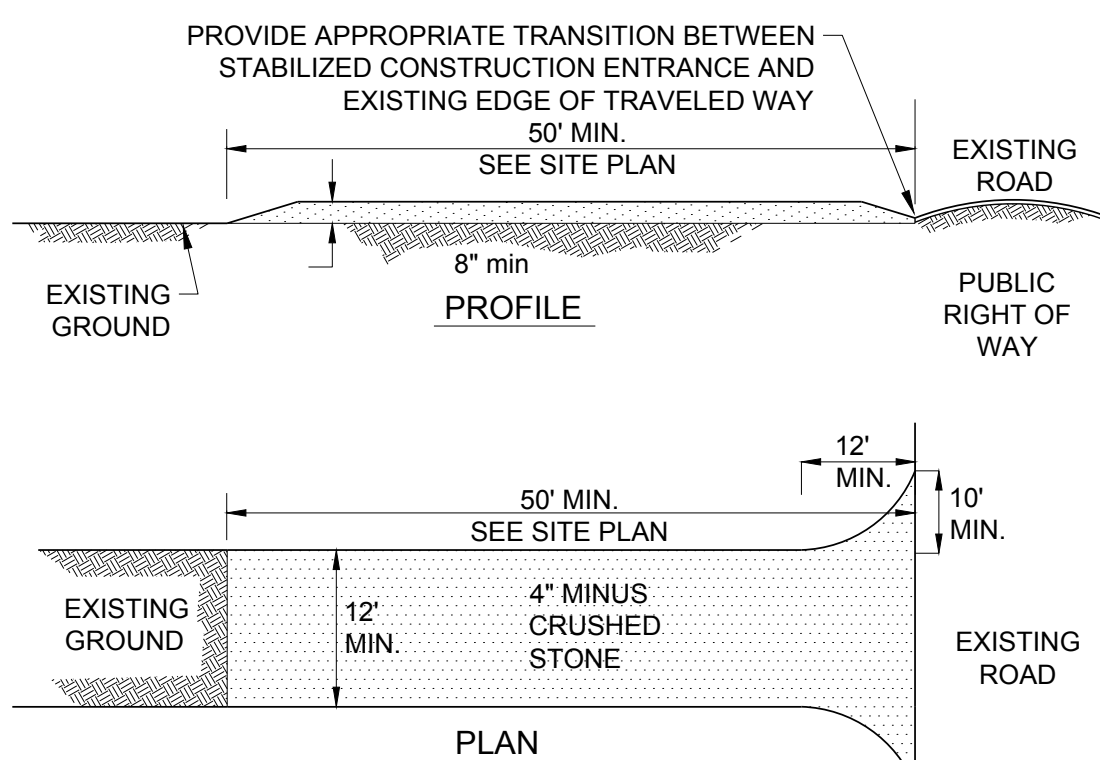 PROVIDE APPROPRIATE TRANSITION BETWEEN
STABILIZED CONSTRUCTION ENTRANCE AND
EXISTING EDGE OF TRAVELED WAY
50' MIN.
SEE SITE PLAN
EXISTING
ROAD
8" min
EXISTING
GROUND
PROFILE
PUBLIC
RIGHT OF
WAY
12'
MIN.
10'
MIN.
50' MIN.
SEE SITE PLAN
EXISTING
GROUND
12'
MIN.
4" MINUS
CRUSHED
STONE
EXISTING
ROAD
PLAN